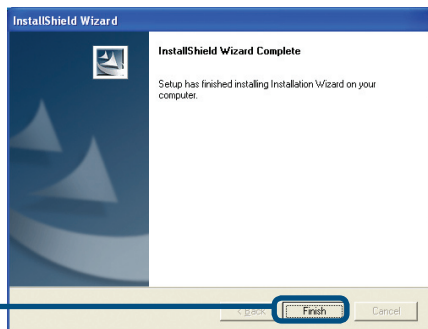 InstallShield Wizard
InstallShield Wizard Complete
Setup has finished installing Installation Wizard on your
computer.
< Back Finish Cancel